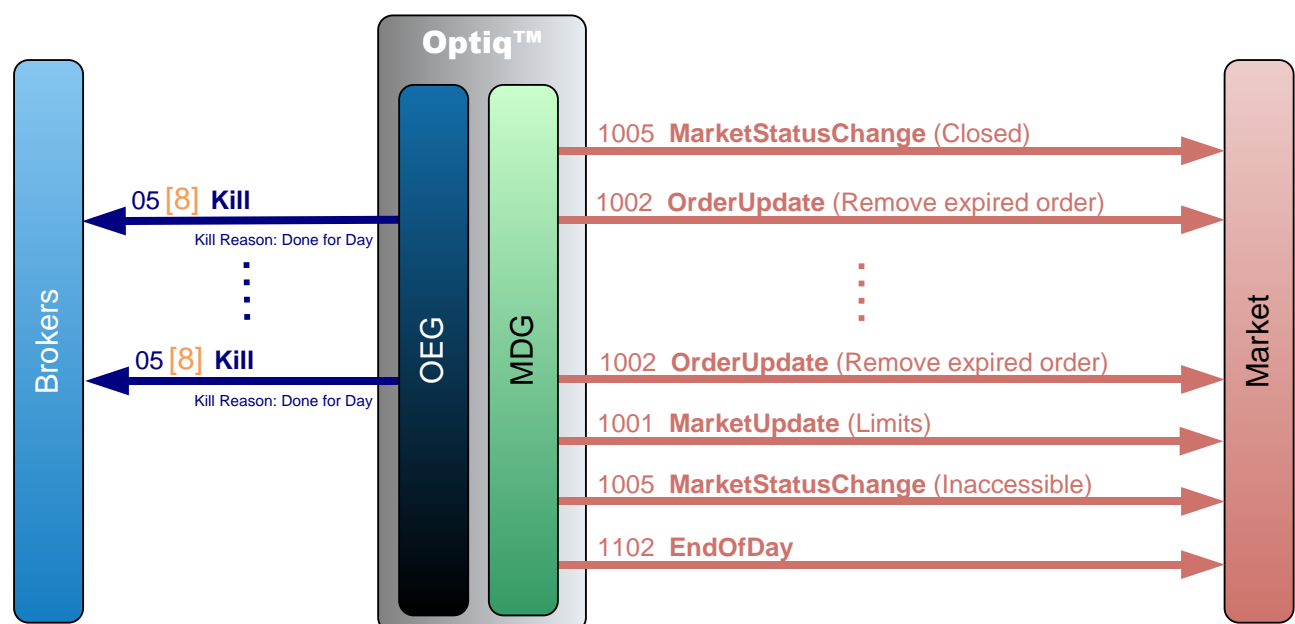 Optiq™
1005 MarketStatusChange (Closed)
05 [8] Kill
1002 OrderUpdate (Remove expired order)
Kill Reason: Done for Day
Brokers
OEG
MDG
Market
05 [8] Kill
1002 OrderUpdate (Remove expired order)
Kill Reason: Done for Day
1001 MarketUpdate (Limits)
1005 MarketStatusChange (Inaccessible)
1102 EndOfDay